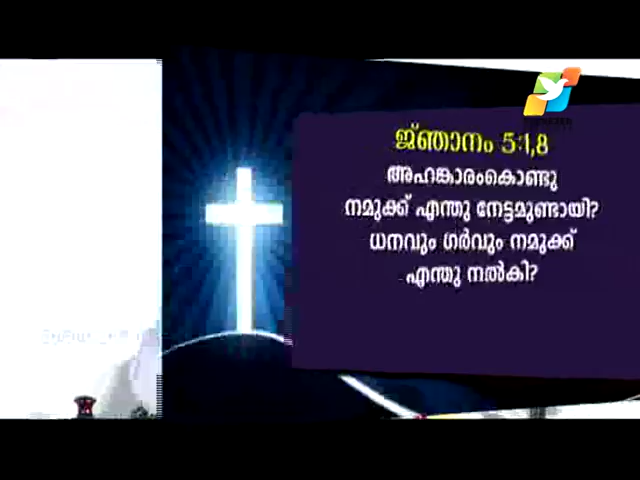 ജ്ഞാനം 5:1,8
അഹങ്കാരംകൊണ്ടു
നമുക്ക് എന്തു നേട്ടമുണ്ടായി?
ധനവും ഗർവും നമുക്ക്
എന്തു നൽകി?